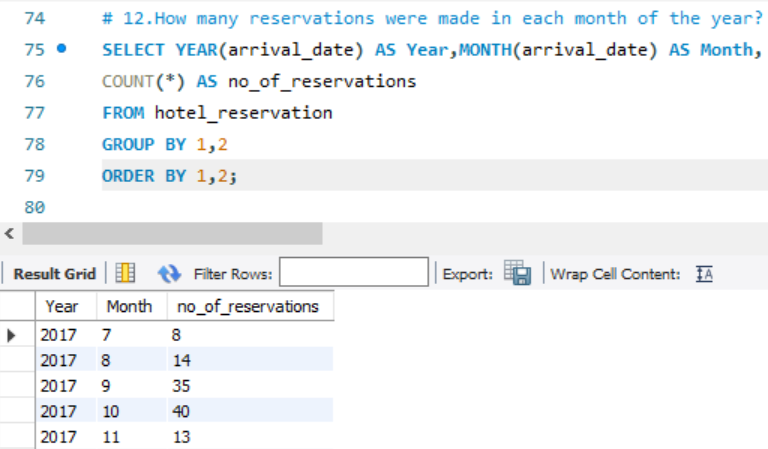 74 # 12.How many reservations were made in each month of the year?
75 SELECT YEAR(arrival_date) AS Year,MONTH(arrival_date) AS Month,
76 COUNT(*) AS no_of_reservations
77 FROM hotel_reservation
78 GROUP BY 1,2
79 ORDER BY 1,2;
80
Result Grid Filter Rows: Export: Wrap Cell Content: IA
Year Month no_of_reservations
2017 7 8
2017 8 14
2017 9 35
2017 10 40
2017 11 13